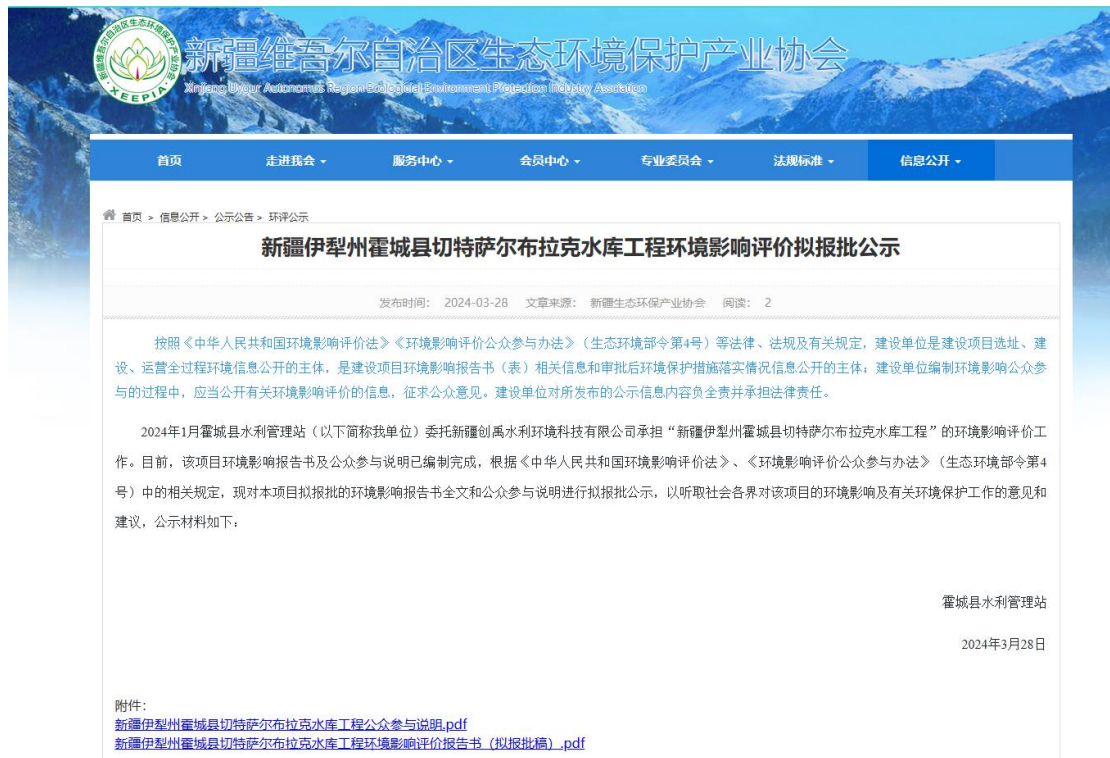 新疆维吾尔自治区生态环境保护产业协会
XEEPIA
首页 走进我会 服务中心 会员中心 专业委员会 法规标准 信息公开
首页 > 信息公开 > 公示公告 > 环评公示
新疆伊犁州霍城县切特萨尔布拉克水库工程环境影响评价拟报批公示
发布时间： 2024-03-28 文章来源： 新疆生态环保产业协会 阅读： 2
按照《中华人民共和国环境影响评价法》《环境影响评价公众参与办法》（生态环境部令第4号）等法律、法规及有关规定，建设单位是建设项目选址、建
设、运营全过程环境信息公开的主体，是建设项目环境影响报告书（表）相关信息和审批后环境保护措施落实情况信息公开的主体；建设单位编制环境影响公众参
与的过程中，应当公开有关环境影响评价的信息，征求公众意见。建设单位对所发布的公示信息内容负全责并承担法律责任。
2024年1月霍城县水利管理站（以下简称我单位）委托新疆创禹水利环境科技有限公司承担“新疆伊犁州霍城县切特萨尔布拉克水库工程”的环境影响评价工
作。目前，该项目环境影响报告书及公众参与说明已编制完成，根据《中华人民共和国环境影响评价法》、《环境影响评价公众参与办法》（生态环境部令第4
号）中的相关规定，现对本项目拟报批的环境影响报告书全文和公众参与说明进行拟报批公示，以听取社会各界对该项目的环境影响及有关环境保护工作的意见和
建议，公示材料如下：
霍城县水利管理站
2024年3月28日
附件：
新疆伊犁州霍城县切特萨尔布拉克水库工程公众参与说明.pdf
新疆伊犁州霍城县切特萨尔布拉克水库工程环境影响评价报告书（拟报批稿）.pdf